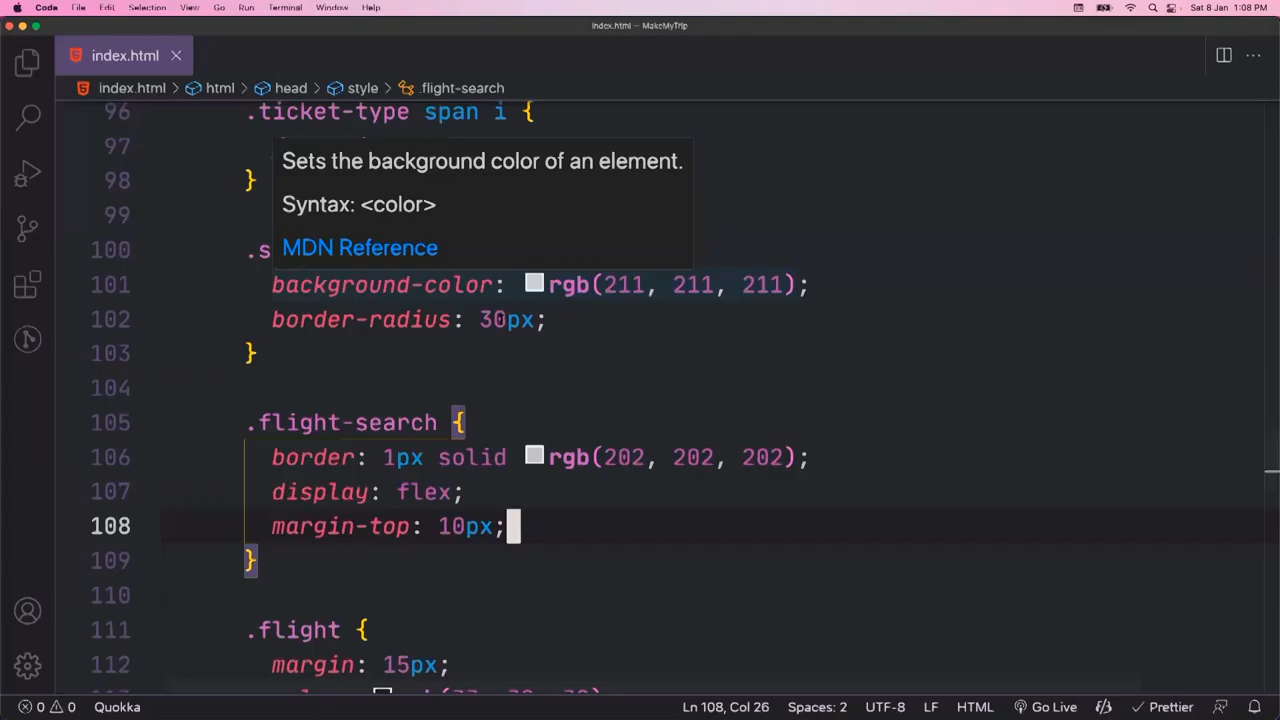 Code File Edit Selection View Go Run Terminal Window Help Sat 8 Jan 1:08 PM
index.html — MakeMyTrip
index.html
index.html > html > head > style > .flight-search
96 .ticket-type span i {
97
Sets the background color of an element.
98 }
Syntax: <color>
99
MDN Reference
100 .s
101 background-color: rgb(211, 211, 211);
102 border-radius: 30px;
103 }
104
105 .flight-search {
106 border: 1px solid rgb(202, 202, 202);
107 display: flex;
108 margin-top: 10px;
109 }
110
111 .flight {
112 margin: 15px;
0 0 Quokka Ln 108, Col 26 Spaces: 2 UTF-8 LF HTML Go Live Prettier